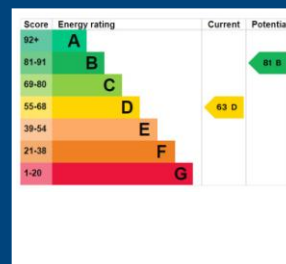 Score Energy rating Current Potentia
92+ A
81-91 B 81 B
69-80 C
55-68 D 63 D
39-54 E
21-38 F
1-20 G